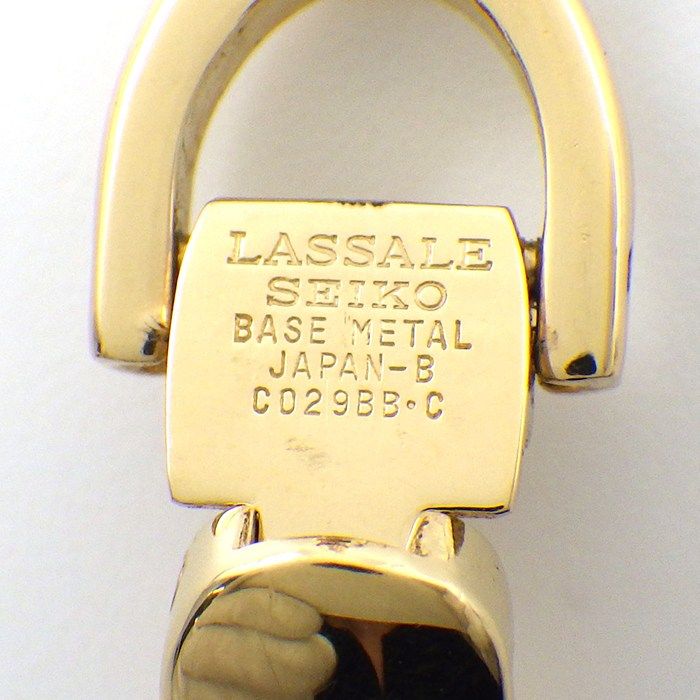 LASSALE
SEIKO
BASE METAL
JAPAN-B
C029BB·C